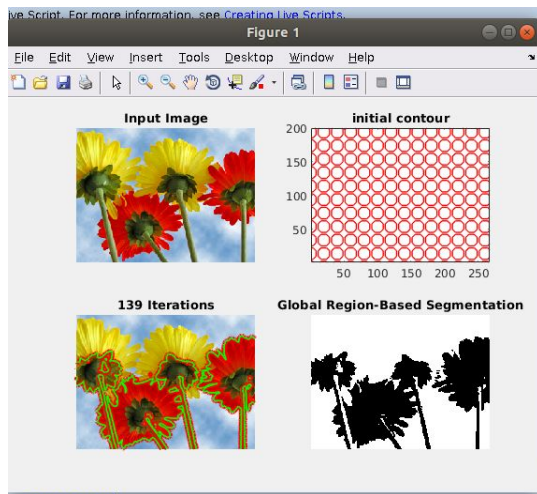 ive Script. For more information, see Creating Live Scripts.
Figure 1
File Edit View Insert Tools Desktop Window Help
Input Image
initial contour
200
150
100
50
50 100 150 200 250
139 Iterations
Global Region-Based Segmentation